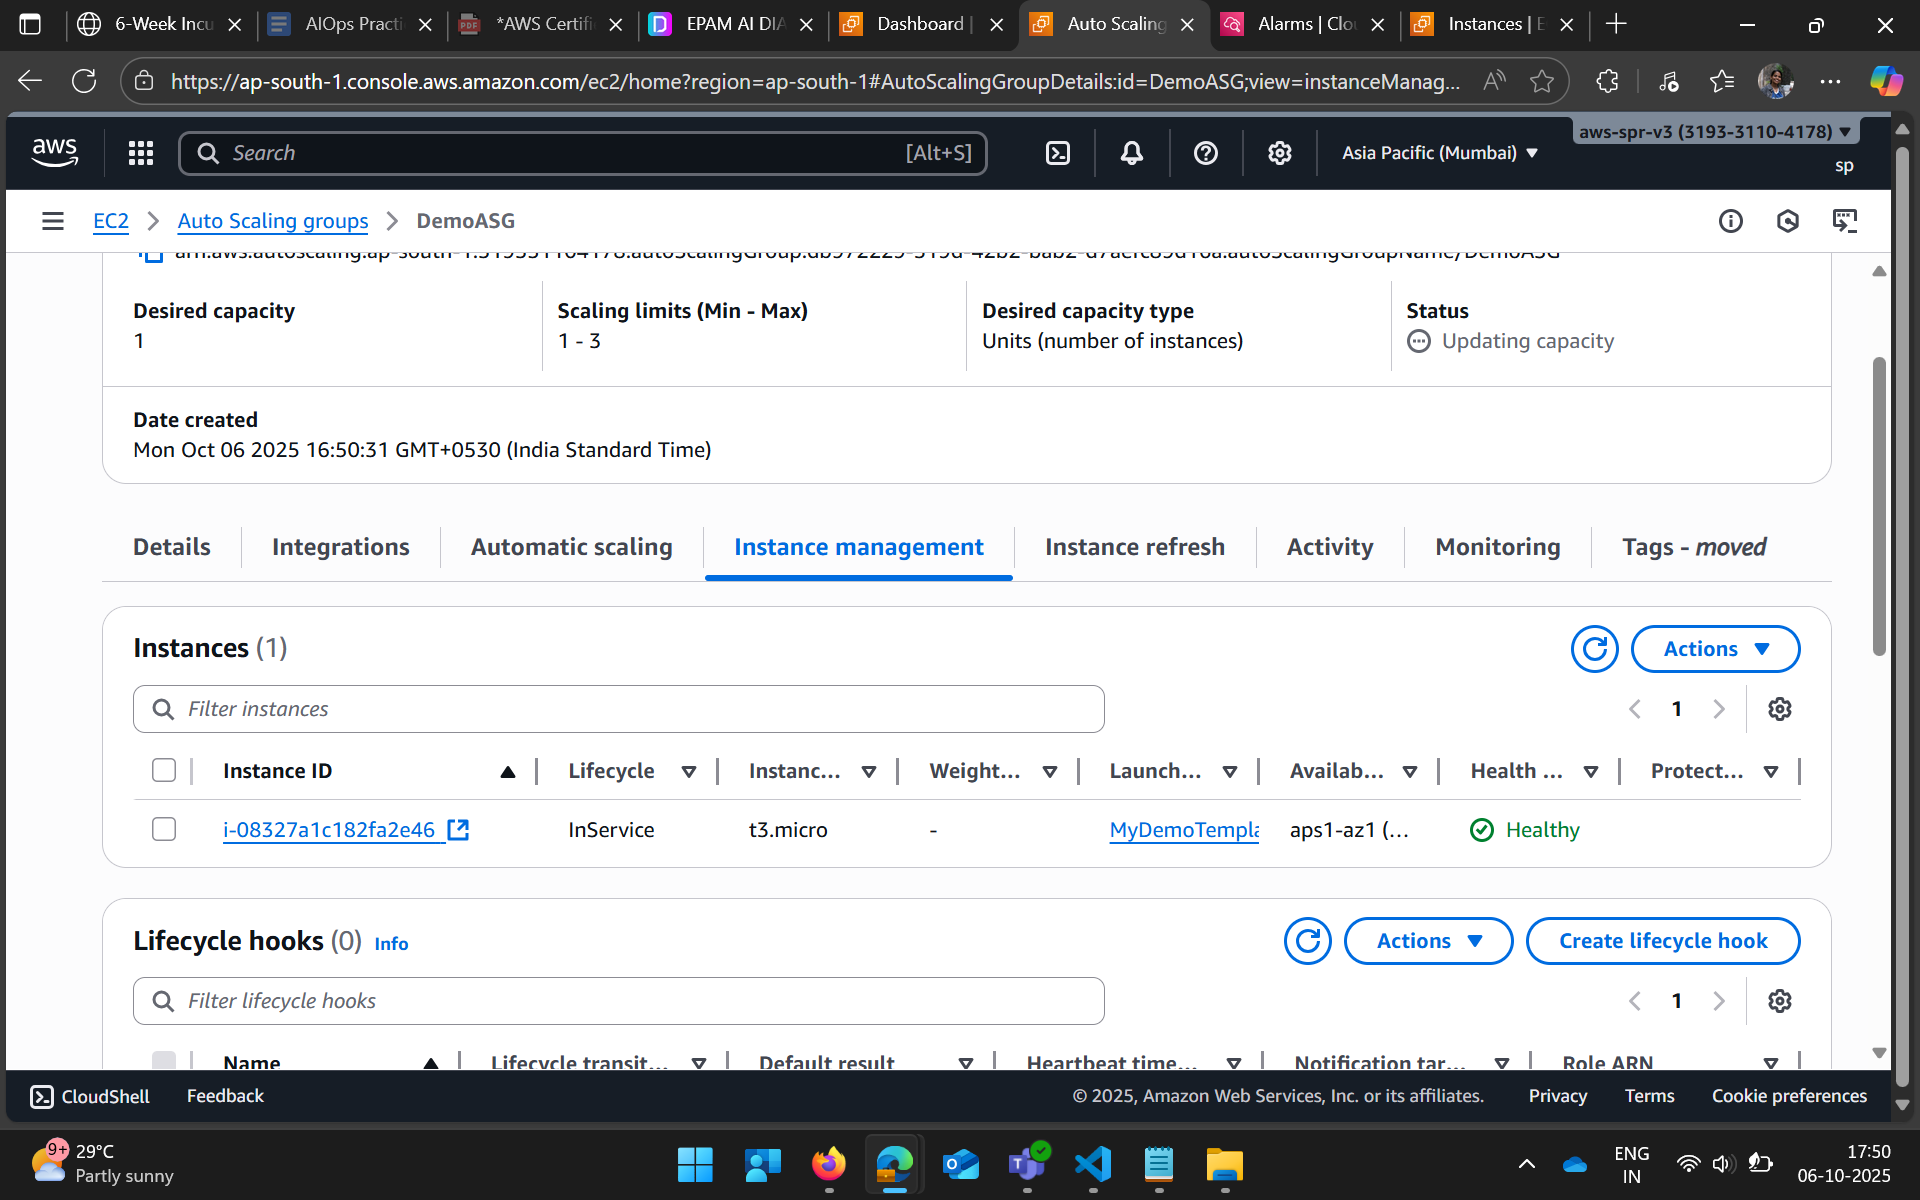 6-Week Incu
AIOps Practi
*AWS Certifi
EPAM AI DIA
Dashboard |
Auto Scaling
Alarms | Clou
Instances | E
https://ap-south-1.console.aws.amazon.com/ec2/home?region=ap-south-1#AutoScalingGroupDetails:id=DemoASG;view=instanceManag...
aws
Search
[Alt+S]
Asia Pacific (Mumbai)
aws-spr-v3 (3193-3110-4178)
sp
EC2
Auto Scaling groups
DemoASG
Desired capacity
1
Scaling limits (Min - Max)
1 - 3
Desired capacity type
Units (number of instances)
Status
Updating capacity
Date created
Mon Oct 06 2025 16:50:31 GMT+0530 (India Standard Time)
Details
Integrations
Automatic scaling
Instance management
Instance refresh
Activity
Monitoring
Tags - moved
Instances (1)
Actions
Filter instances
1
Instance ID
Lifecycle
Instanc...
Weight...
Launch...
Availab...
Health ...
Protect...
i-08327a1c182fa2e46
InService
t3.micro
-
MyDemoTempla
aps1-az1 (...
Healthy
Lifecycle hooks (0) Info
Actions
Create lifecycle hook
Filter lifecycle hooks
1
Name
Lifecycle transit...
Default result
Heartbeat time...
Notification tar...
Role ARN
CloudShell
Feedback
© 2025, Amazon Web Services, Inc. or its affiliates.
Privacy
Terms
Cookie preferences
9+
29°C
Partly sunny
ENG
IN
17:50
06-10-2025